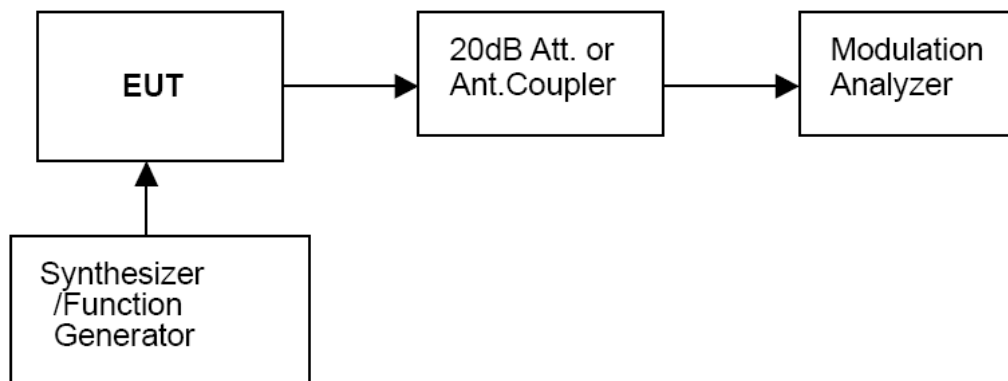 EUT
20dB Att. or
Ant.Coupler
Modulation
Analyzer
Synthesizer
/Function
Generator